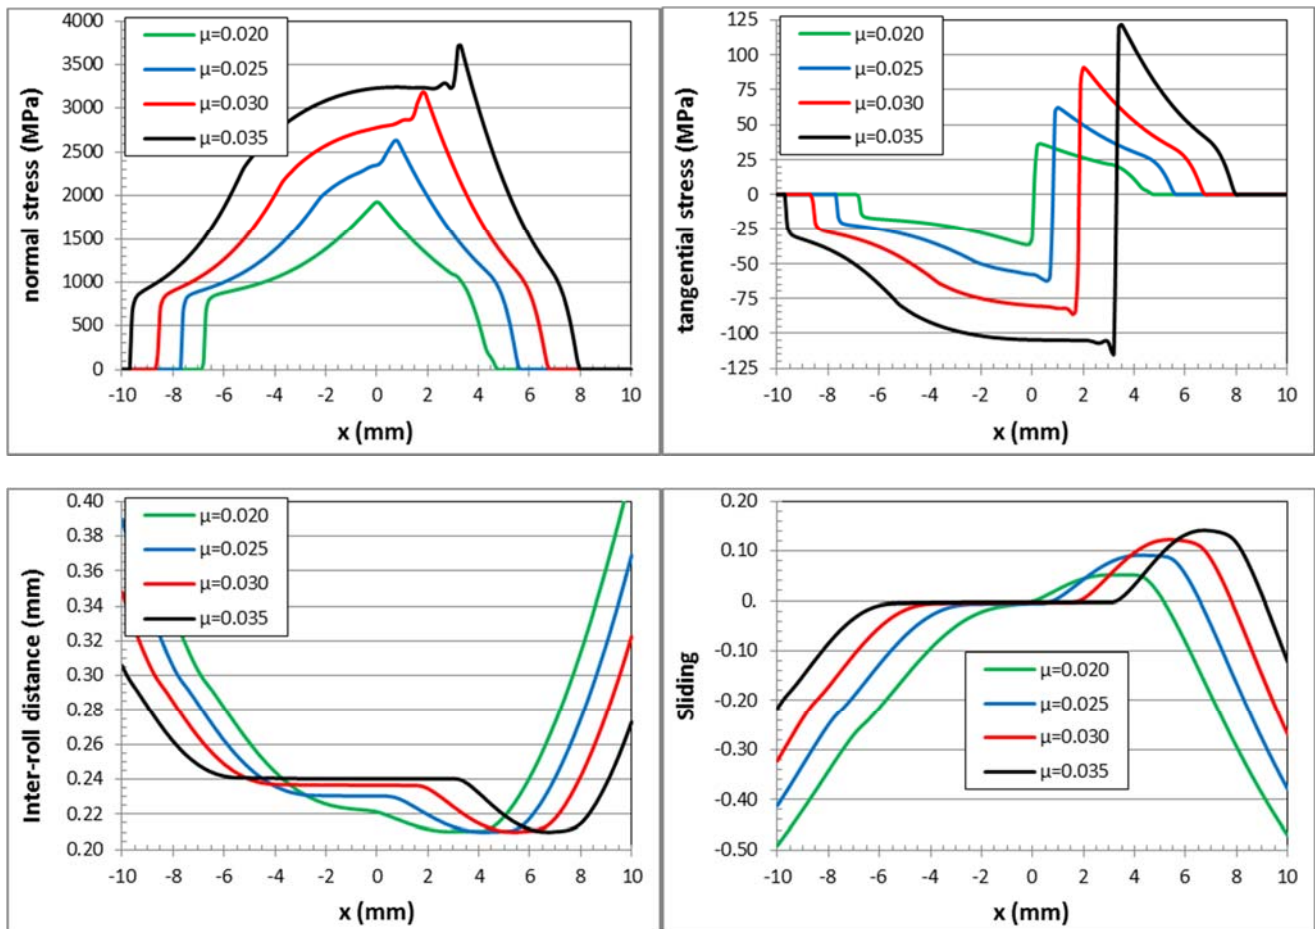 normal stress (MPa)
4000
3500
3000
2500
2000
1500
1000
500
0
μ=0.020
μ=0.025
μ=0.030
μ=0.035
-10 -8 -6 -4 -2 0 2 4 6 8 10
x (mm)
tangential stress (MPa)
125
100
75
50
25
0
-25
-50
-75
-100
-125
μ=0.020
μ=0.025
μ=0.030
μ=0.035
-10 -8 -6 -4 -2 0 2 4 6 8 10
x (mm)
Inter-roll distance (mm)
0.40
0.38
0.36
0.34
0.32
0.30
0.28
0.26
0.24
0.22
0.20
μ=0.020
μ=0.025
μ=0.030
μ=0.035
-10 -8 -6 -4 -2 0 2 4 6 8 10
x (mm)
Sliding
0.20
0.10
0.
-0.10
-0.20
-0.30
-0.40
-0.50
μ=0.020
μ=0.025
μ=0.030
μ=0.035
-10 -8 -6 -4 -2 0 2 4 6 8 10
x (mm)